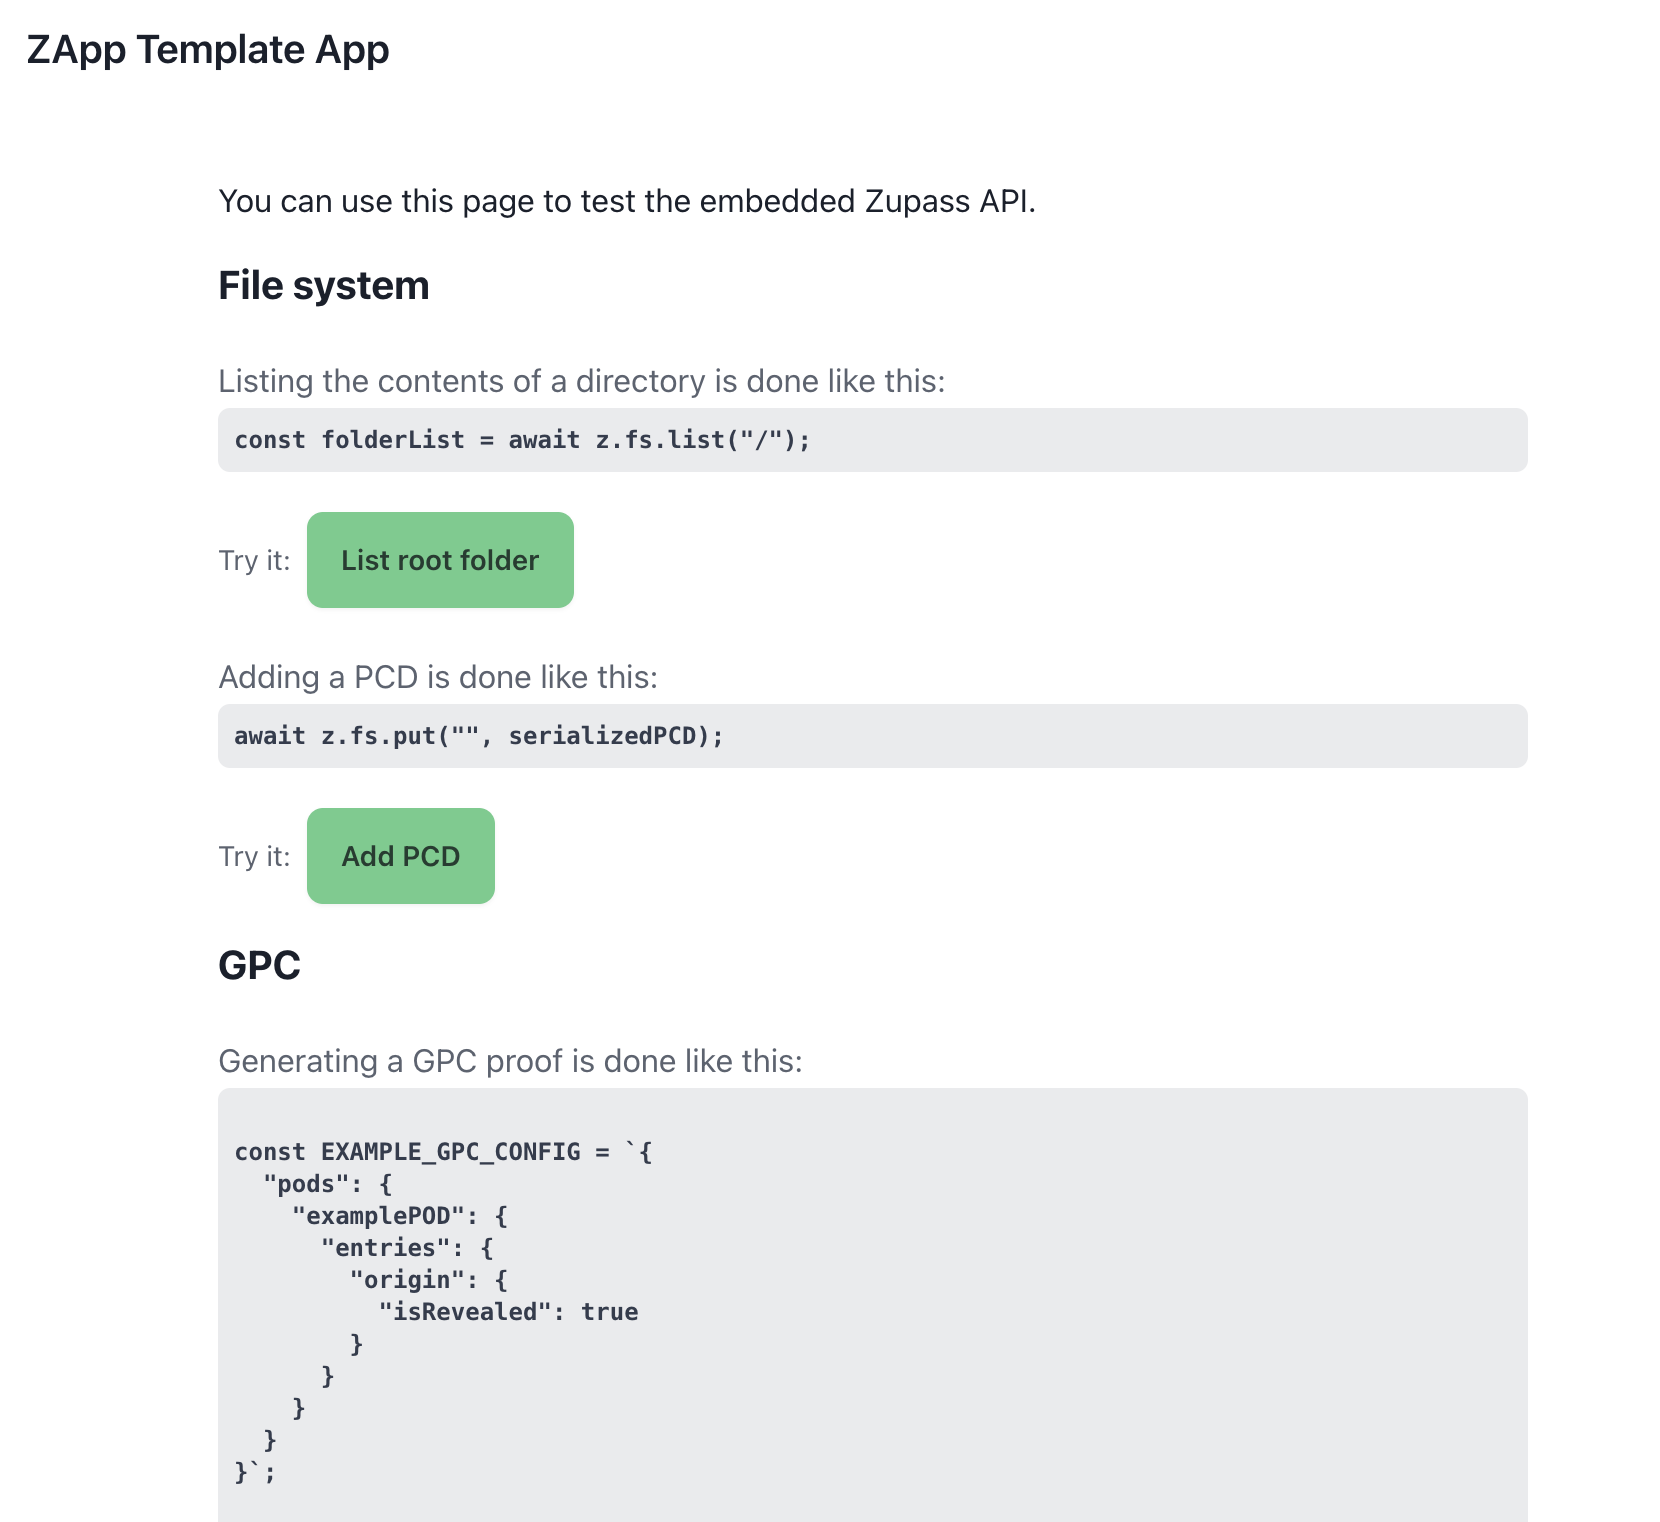 ZApp Template App
You can use this page to test the embedded Zupass API.
File system
Listing the contents of a directory is done like this:
const folderList = await z.fs.list("/");
Try it: List root folder
Adding a PCD is done like this:
await z.fs.put("", serializedPCD);
Try it: Add PCD
GPC
Generating a GPC proof is done like this:
const EXAMPLE_GPC_CONFIG = `{
  "pods": {
    "examplePOD": {
      "entries": {
        "origin": {
          "isRevealed": true
        }
      }
    }
  }
}`;